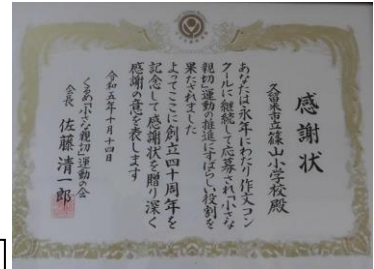 感謝状
久留米市立篠山小学校殿
あなたは永年にわたり作文コン
クールに継続して応募され「小さな
親切」運動の推進にすばらしい役割を
果たされました
よってここに創立四十周年を
記念して感謝状を贈り深く
感謝の意を表します
令和五年十月十四日
くるめ「小さな親切」運動の会
会長 佐藤清一郎